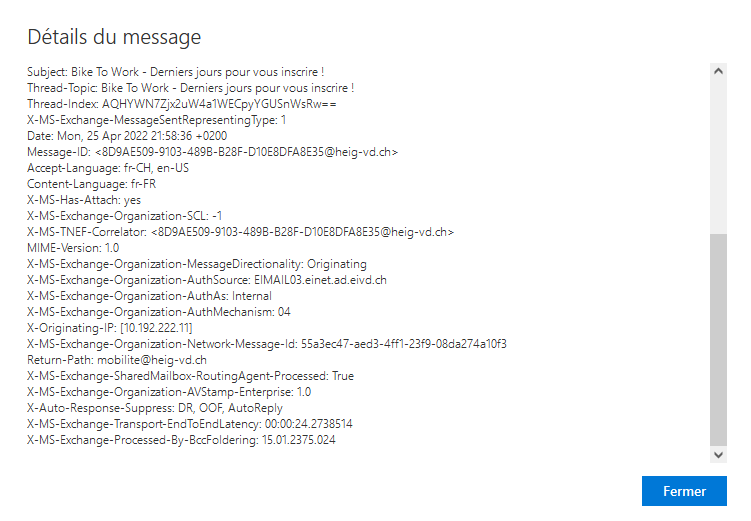 Détails du message
Subject: Bike To Work - Derniers jours pour vous inscrire !
Thread-Topic: Bike To Work - Derniers jours pour vous inscrire !
Thread-Index: AQHYWN7Zjx2uW4a1WECpyYGUSnWsRw==
X-MS-Exchange-MessageSentRepresentingType: 1
Date: Mon, 25 Apr 2022 21:58:36 +0200
Message-ID: <8D9AE509-9103-489B-B28F-D10E8DFA8E35@heig-vd.ch>
Accept-Language: fr-CH, en-US
Content-Language: fr-FR
X-MS-Has-Attach: yes
X-MS-Exchange-Organization-SCL: -1
X-MS-TNEF-Correlator: <8D9AE509-9103-489B-B28F-D10E8DFA8E35@heig-vd.ch>
MIME-Version: 1.0
X-MS-Exchange-Organization-MessageDirectionality: Originating
X-MS-Exchange-Organization-AuthSource: EIMAIL03.einet.ad.eivd.ch
X-MS-Exchange-Organization-AuthAs: Internal
X-MS-Exchange-Organization-AuthMechanism: 04
X-Originating-IP: [10.192.222.11]
X-MS-Exchange-Organization-Network-Message-Id: 55a3ec47-aed3-4ff1-23f9-08da274a10f3
Return-Path: mobilite@heig-vd.ch
X-MS-Exchange-SharedMailbox-RoutingAgent-Processed: True
X-MS-Exchange-Organization-AVStamp-Enterprise: 1.0
X-Auto-Response-Suppress: DR, OOF, AutoReply
X-MS-Exchange-Transport-EndToEndLatency: 00:00:24.2738514
X-MS-Exchange-Processed-By-BccFoldering: 15.01.2375.024
Fermer